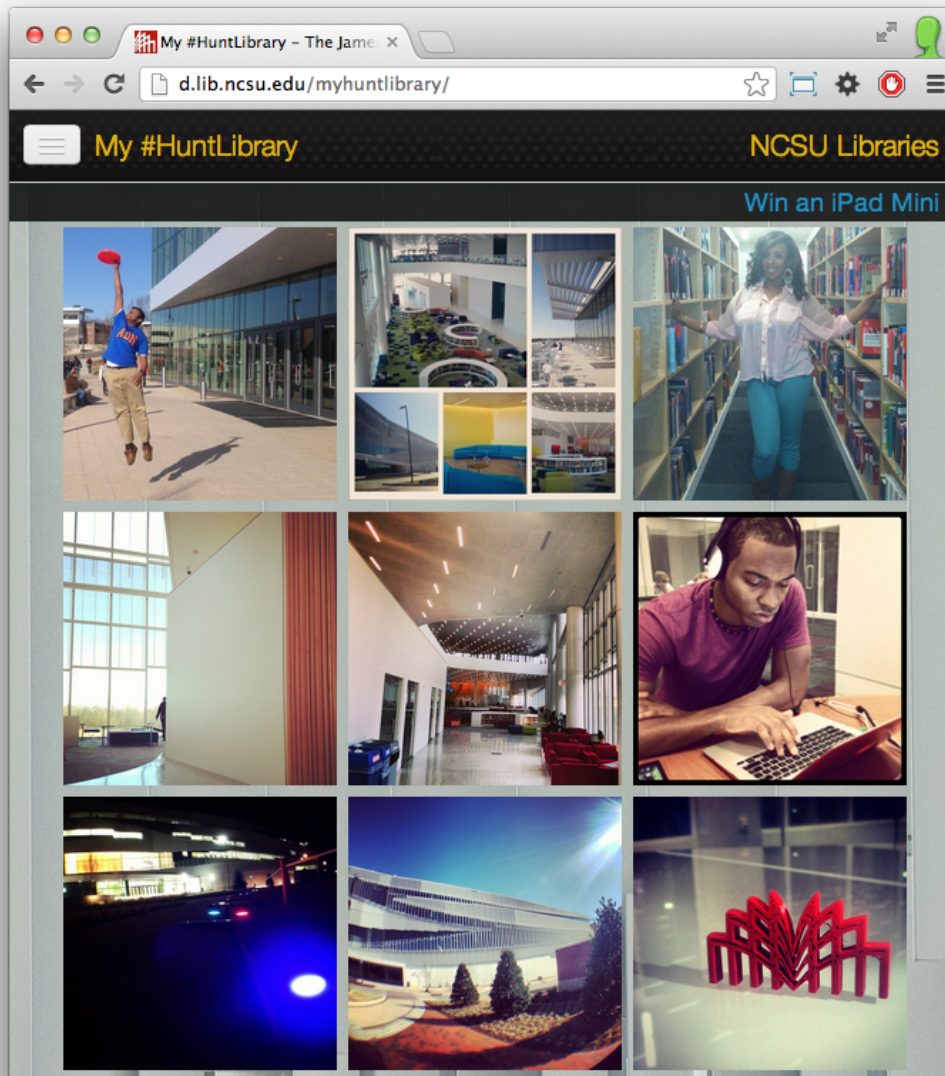 My #HuntLibrary – The Jame
d.lib.ncsu.edu/myhuntlibrary/
My #HuntLibrary
NCSU Libraries
Win an iPad Mini